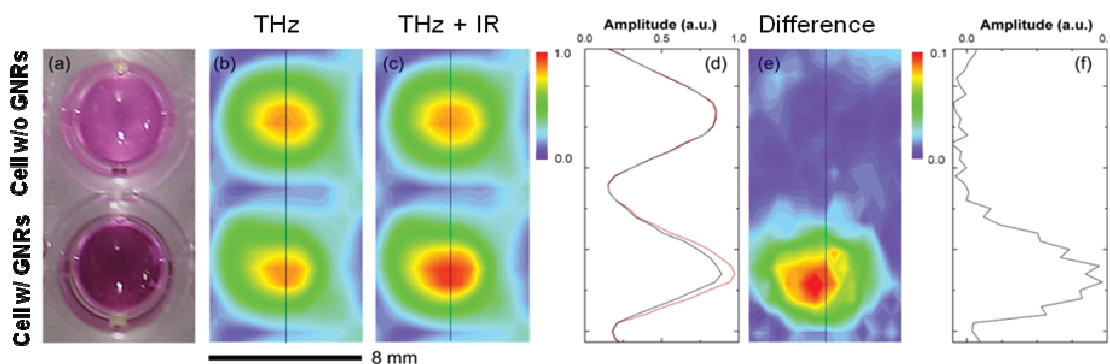 THz
THz + IR
Amplitude (a.u.)
Difference
Amplitude (a.u.)
0.0
0.5
1.0
0.0
Cell w/o GNRs
Cell w/ GNRs
(a)
(b)
(c)
1.0
0.0
(d)
(e)
0.1
0.0
(f)
8 mm